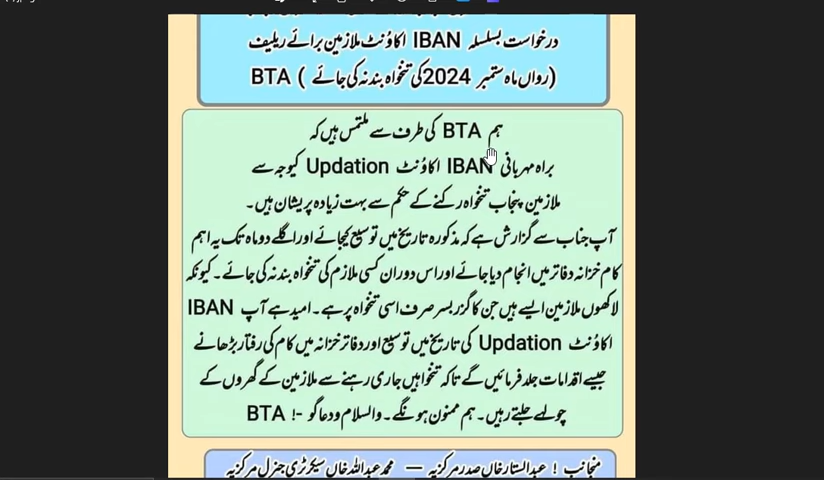 درخواست بسلسلہ IBAN اکاؤنٹ ملازمین برائے ریلیف
(رواں ماہ ستمبر 2024 کی تنخواہ بند نہ کی جائے ) BTA
ہم BTA کی طرف سے ملتمس ہیں کہ
براہ مہربانی IBAN اکاؤنٹ Updation کیوجہ سے
ملازمین پنجاب تنخواہ رکنے کے حکم سے بہت زیادہ پریشان ہیں۔
آپ جناب سے گزارش ہے کہ مذکورہ تاریخ میں توسیع کیجائے اور اگلے دو ماہ تک یہ اہم
کام خزانہ دفاتر میں انجام دیا جائے اور اس دوران کسی ملازم کی تنخواہ بند نہ کی جائے۔ کیونکہ
لاکھوں ملازمین ایسے ہیں جن کا گزر بسر صرف اسی تنخواہ پر ہے۔ امید ہے آپ IBAN
اکاؤنٹ Updation کی تاریخ میں توسیع اور دفاتر خزانہ میں کام کی رفتار بڑھانے
جیسے اقدامات جلد فرمائیں گے تاکہ تنخواہیں جاری رہنے سے ملازمین کے گھروں کے
چولہے جلتے رہیں۔ ہم ممنون ہونگے۔ والسلام ودعا گو -! BTA
منجانب ! عبدالستار خاں صدر مرکزیہ — محمد عبداللہ خاں سیکرٹری جنرل مرکزیہ